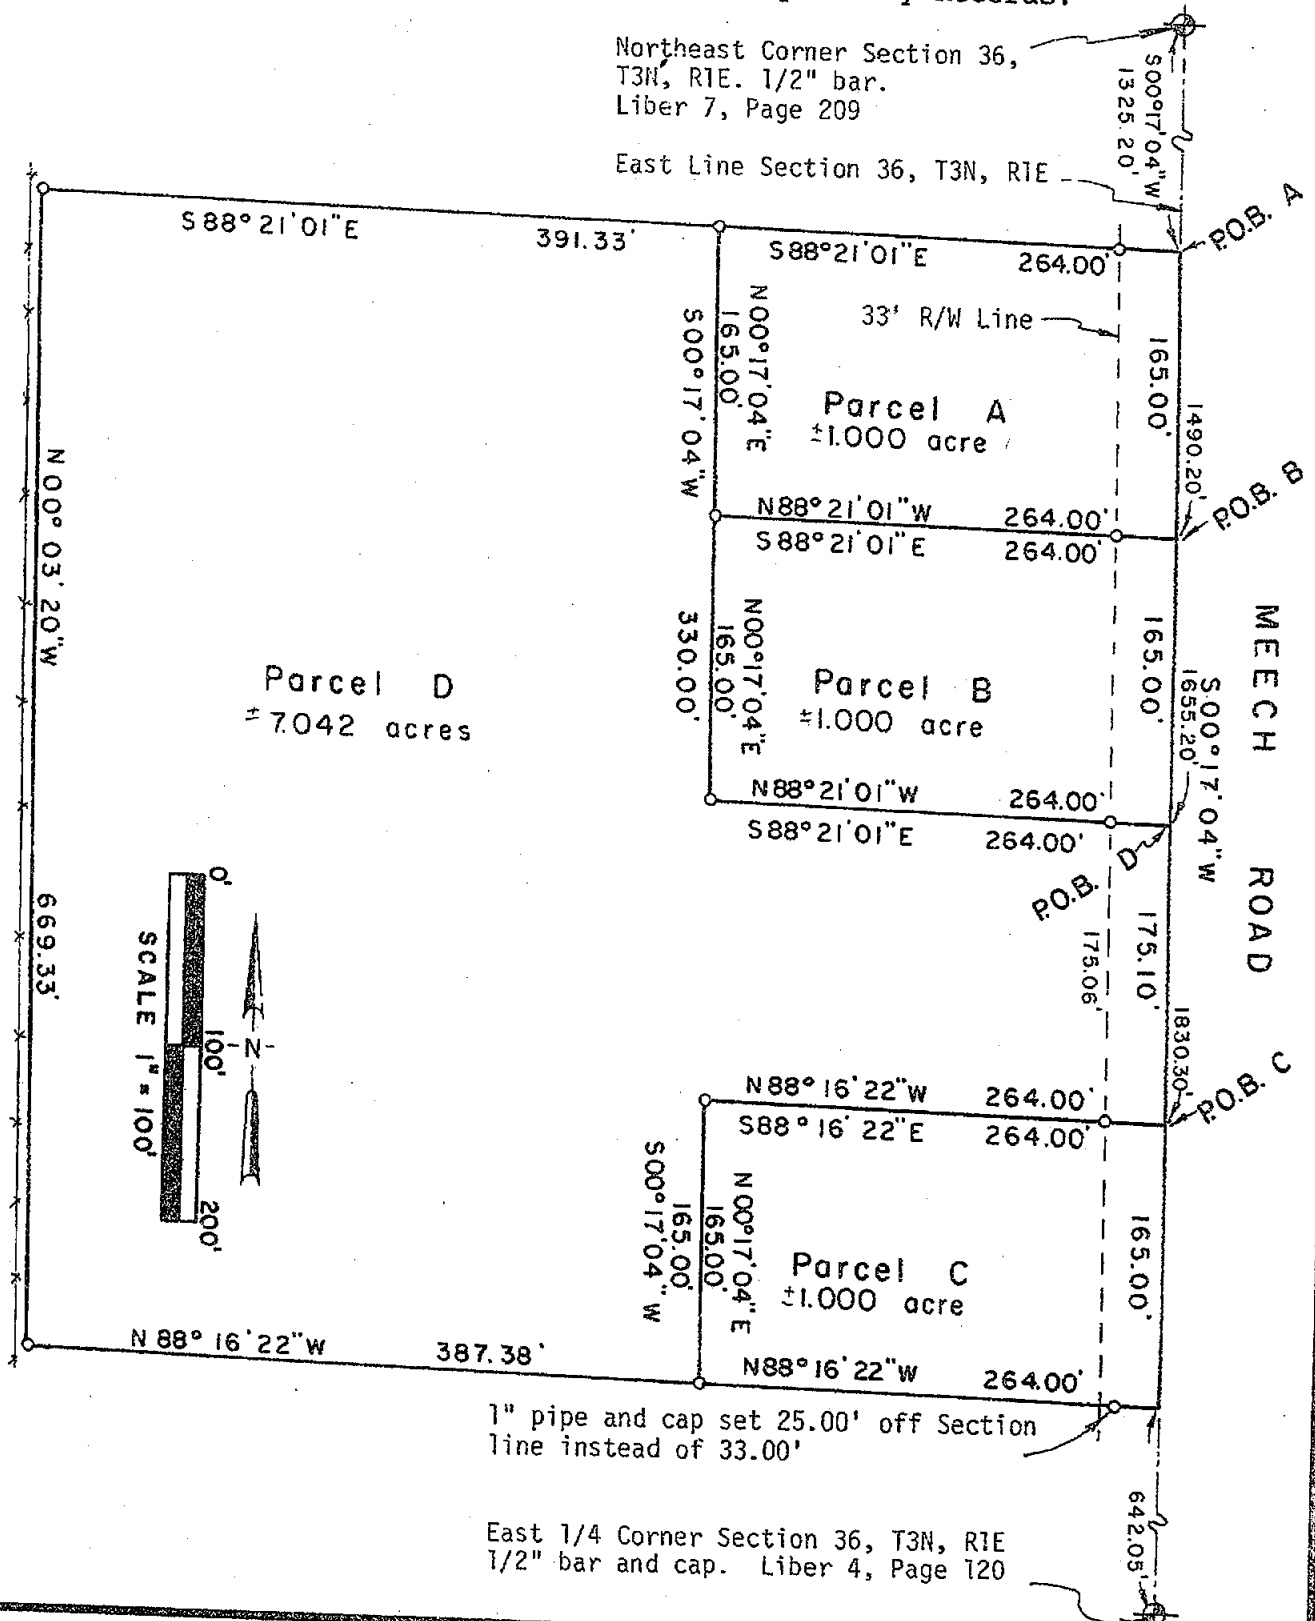 Northeast Corner Section 36,
T3N, R1E. 1/2" bar.
Liber 7, Page 209
S00°17'04"W
1325.20'
East Line Section 36, T3N, R1E
P.O.B. A
S88°21'01"E 391.33'
S88°21'01"E 264.00'
33' R/W Line
N00°17'04"E
165.00'
S00°17'04"W
Parcel A
±1.000 acre
165.00'
1490.20'
P.O.B. B
N88°21'01"W 264.00'
S88°21'01"E 264.00'
N00°03'20"W
669.33'
Parcel D
±7.042 acres
330.00'
N00°17'04"E
165.00'
Parcel B
±1.000 acre
165.00'
S00°17'04"W
1655.20'
MEECH ROAD
N88°21'01"W 264.00'
S88°21'01"E 264.00'
P.O.B. D
175.06'
175.10'
1830.30'
P.O.B. C
0' 100' 200'
SCALE 1" = 100'
N
N88°16'22"W 264.00'
S88°16'22"E 264.00'
S00°17'04"W
165.00'
N00°17'04"E
165.00'
Parcel C
±1.000 acre
165.00'
N88°16'22"W 387.38'
N88°16'22"W 264.00'
1" pipe and cap set 25.00' off Section
line instead of 33.00'
642.05'
East 1/4 Corner Section 36, T3N, R1E
1/2" bar and cap. Liber 4, Page 120